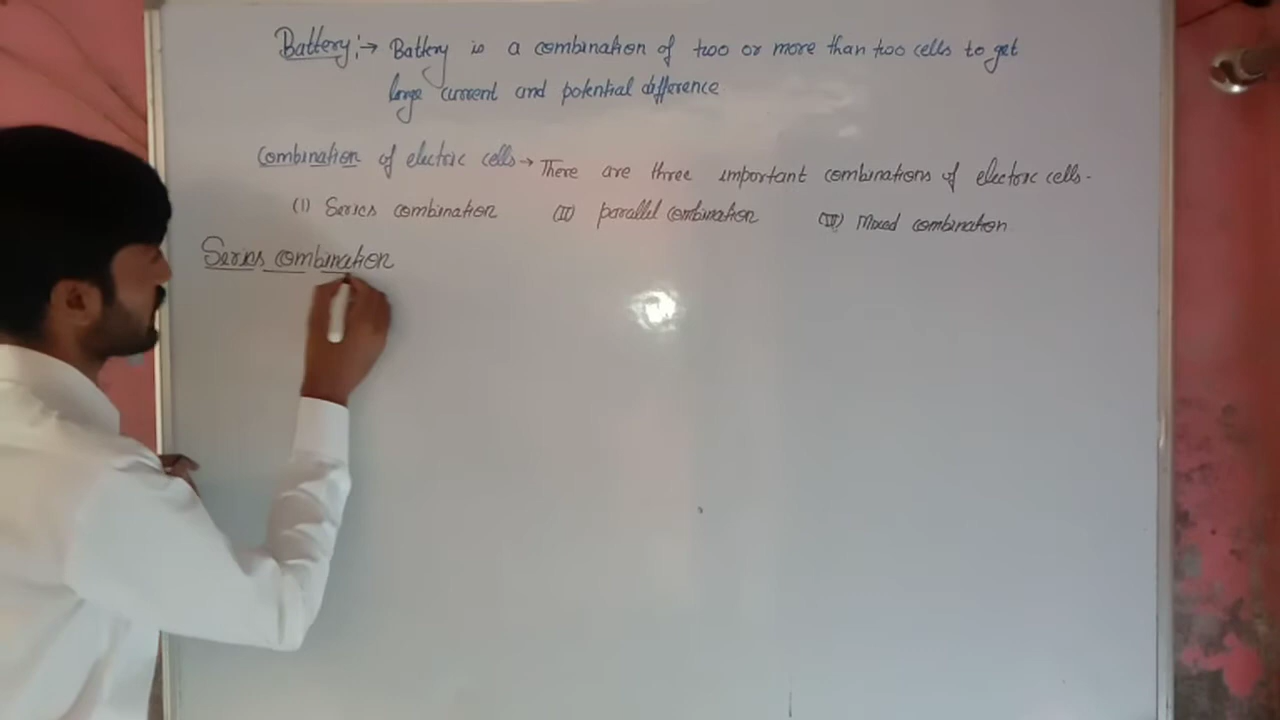 Battery:→ Battery is a combination of two or more than two cells to get
large current and potential difference
Combination of electric cells → There are three important combinations of electric cells.
(I) Series combination (II) parallel combination (III) Mixed combination
Series combination